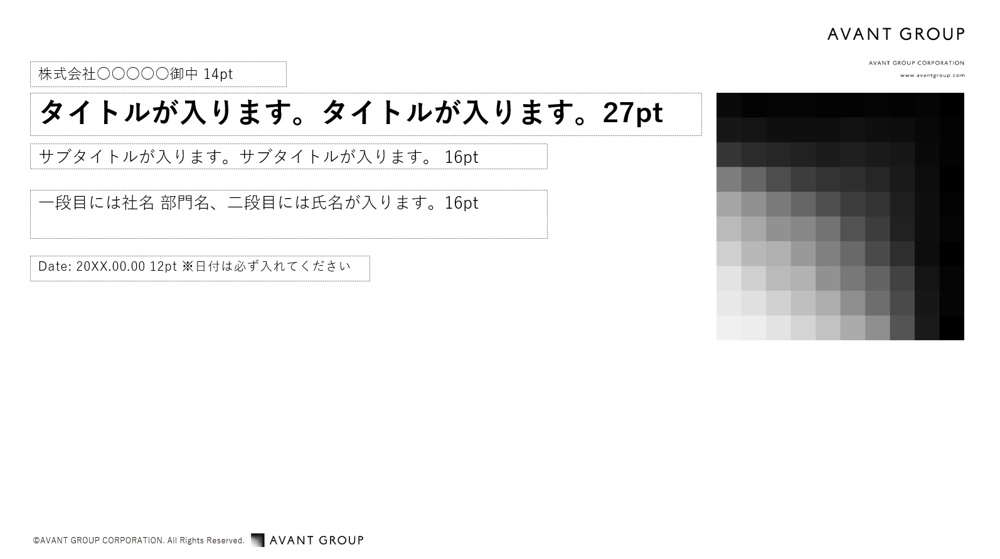 AVANT GROUP
AVANT GROUP CORPORATION
www.avantgroup.com
株式会社〇〇〇〇〇御中 14pt
タイトルが入ります。タイトルが入ります。27pt
サブタイトルが入ります。サブタイトルが入ります。 16pt
一段目には社名 部門名、二段目には氏名が入ります。16pt
Date: 20XX.00.00 12pt ※日付は必ず入れてください
©AVANT GROUP CORPORATION. All Rights Reserved. AVANT GROUP